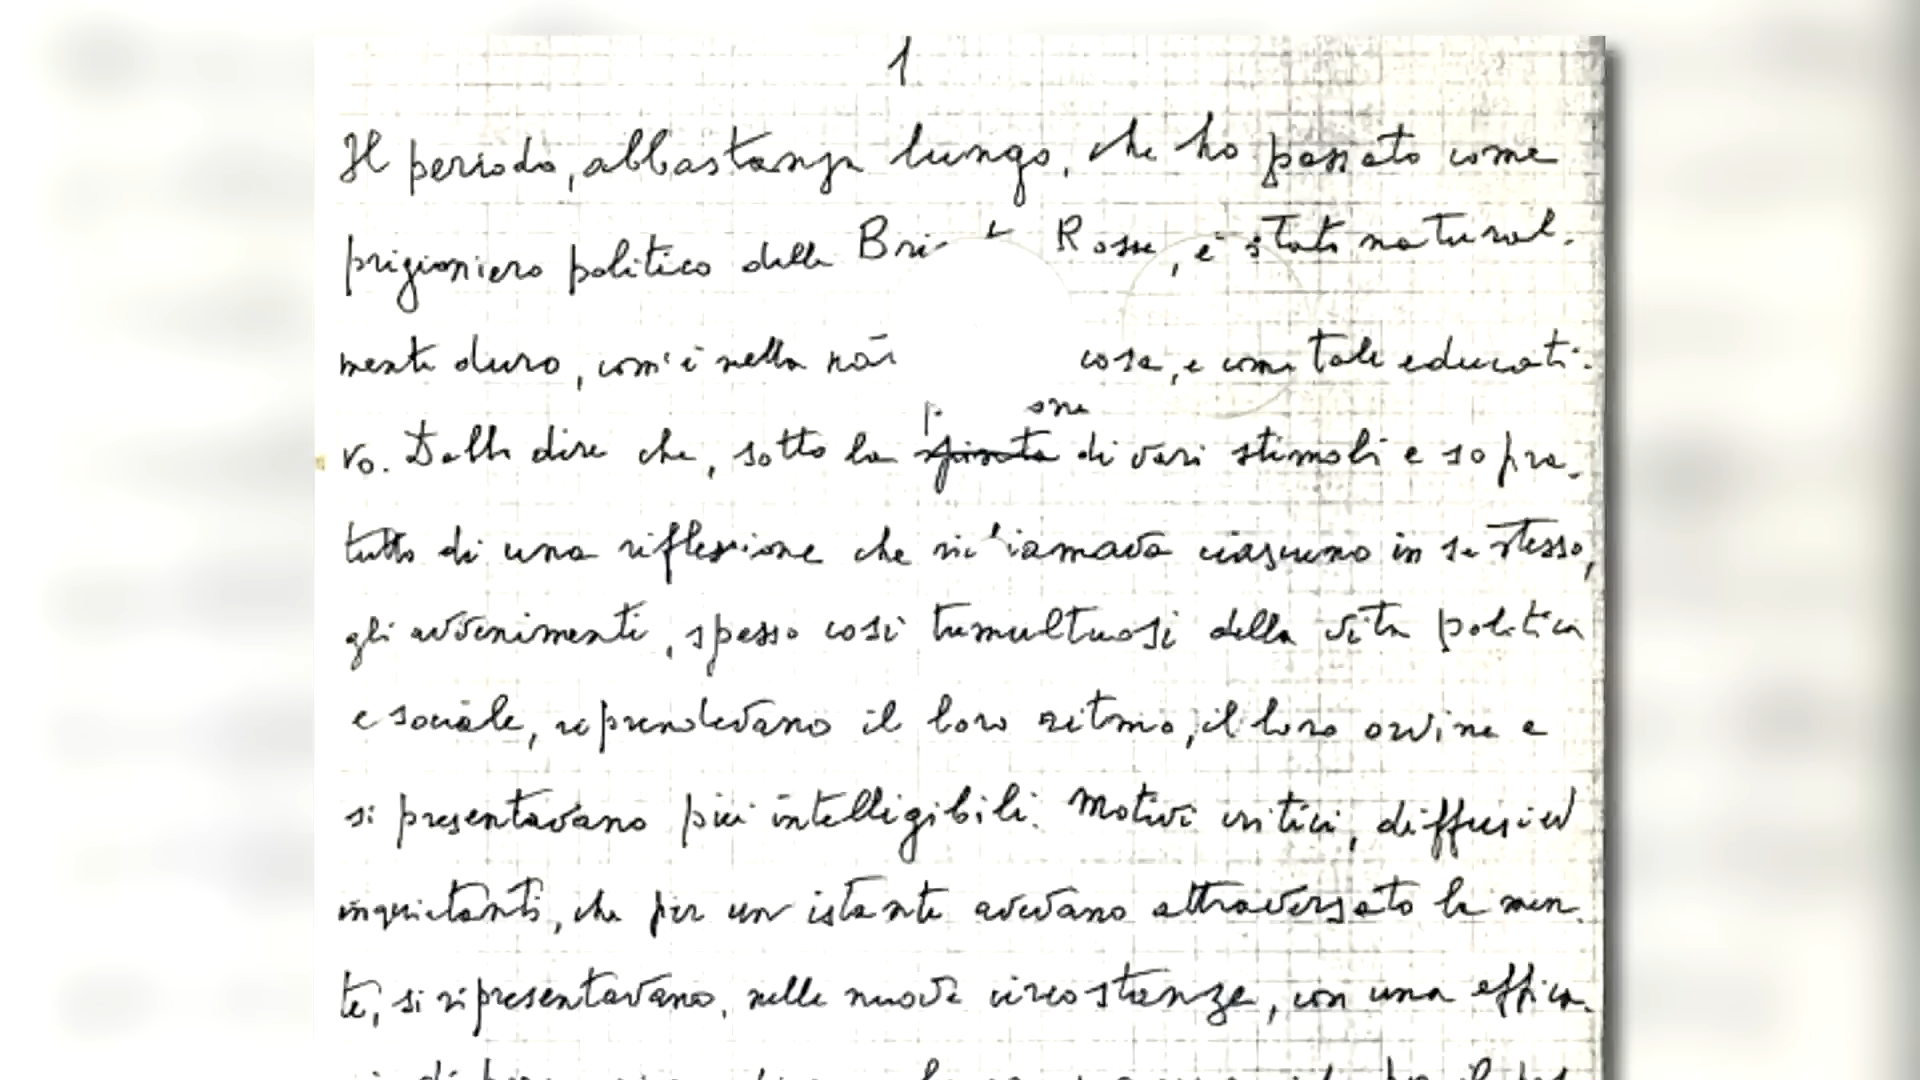 1
Il periodo, abbastanza lungo, che ho passato come
prigioniero politico delle Bri Rosse, è stato natural-
mente duro, com'è nella cosa, e come tale educati-
vo. Dello dire che, sotto la spinta di vari stimoli e sopra-
tutto di una riflessione che richiamava ciascuno in se stesso,
gli avvenimenti, spesso così tumultuosi della vita politica
e sociale, riprendevano il loro ritmo, il loro ordine e
si presentavano più intelligibili. Motivi critici, diffusi ed
inquietanti, che per un istante avevano attraversato la men-
te, si ripresentavano, nelle nuove circostanze, con una effica-